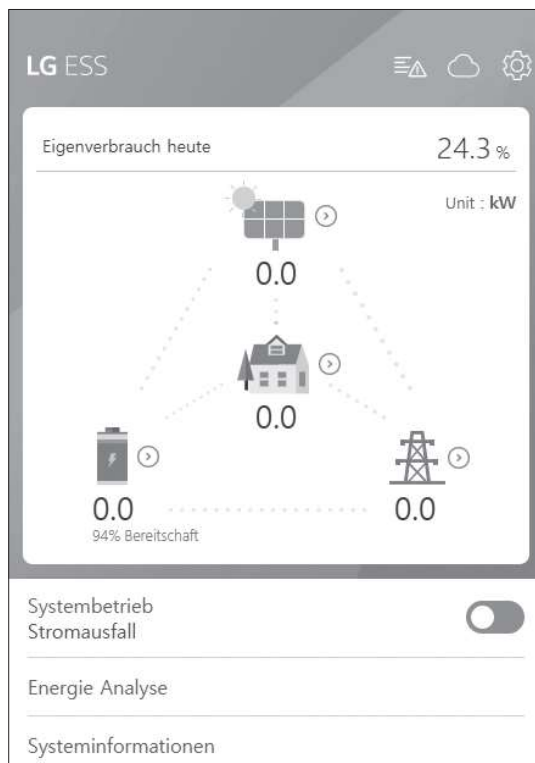 LG ESS
Eigenverbrauch heute 24.3 %
Unit : kW
0.0
0.0
0.0 0.0
94% Bereitschaft
Systembetrieb
Stromausfall
Energie Analyse
Systeminformationen